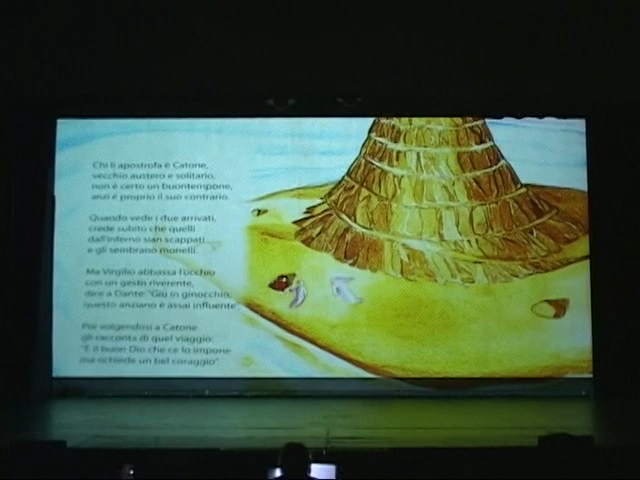 Chi li apostrofa è Catone,
vecchio austero e solitario,
non è certo un buontempone,
anzi è proprio il suo contrario.
Quando vede i due arrivati,
crede subito che quelli
dall'inferno sian scappati
e gli sembrano monelli.
Ma Virgilio abbassa l'occhio
con un gesto riverente,
dice a Dante: "Giù in ginocchio,
questo anziano è assai influente
Poi volgendosi a Catone
gli racconta di quel viaggio:
"È il buon Dio che ce lo impone
ma richiede un bel coraggio".